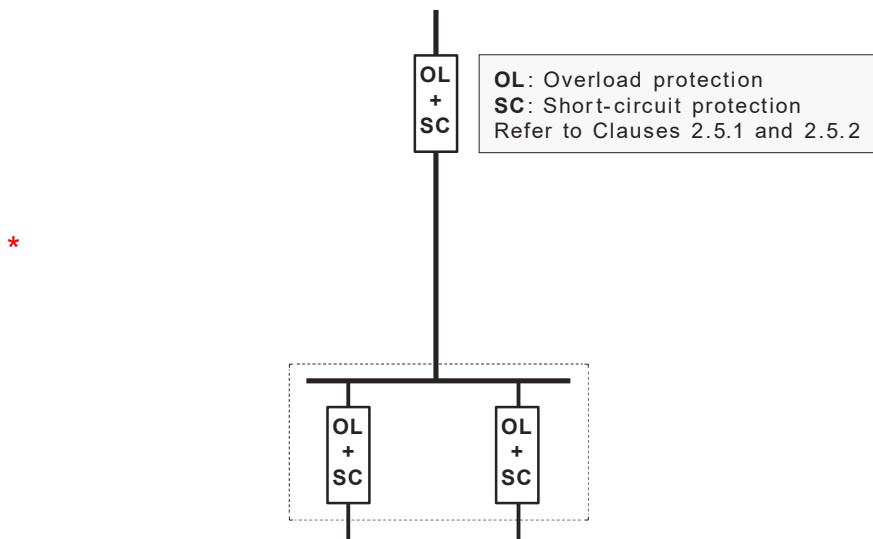 OL
+
SC
OL: Overload protection
SC: Short-circuit protection
Refer to Clauses 2.5.1 and 2.5.2
*
OL
+
SC
OL
+
SC